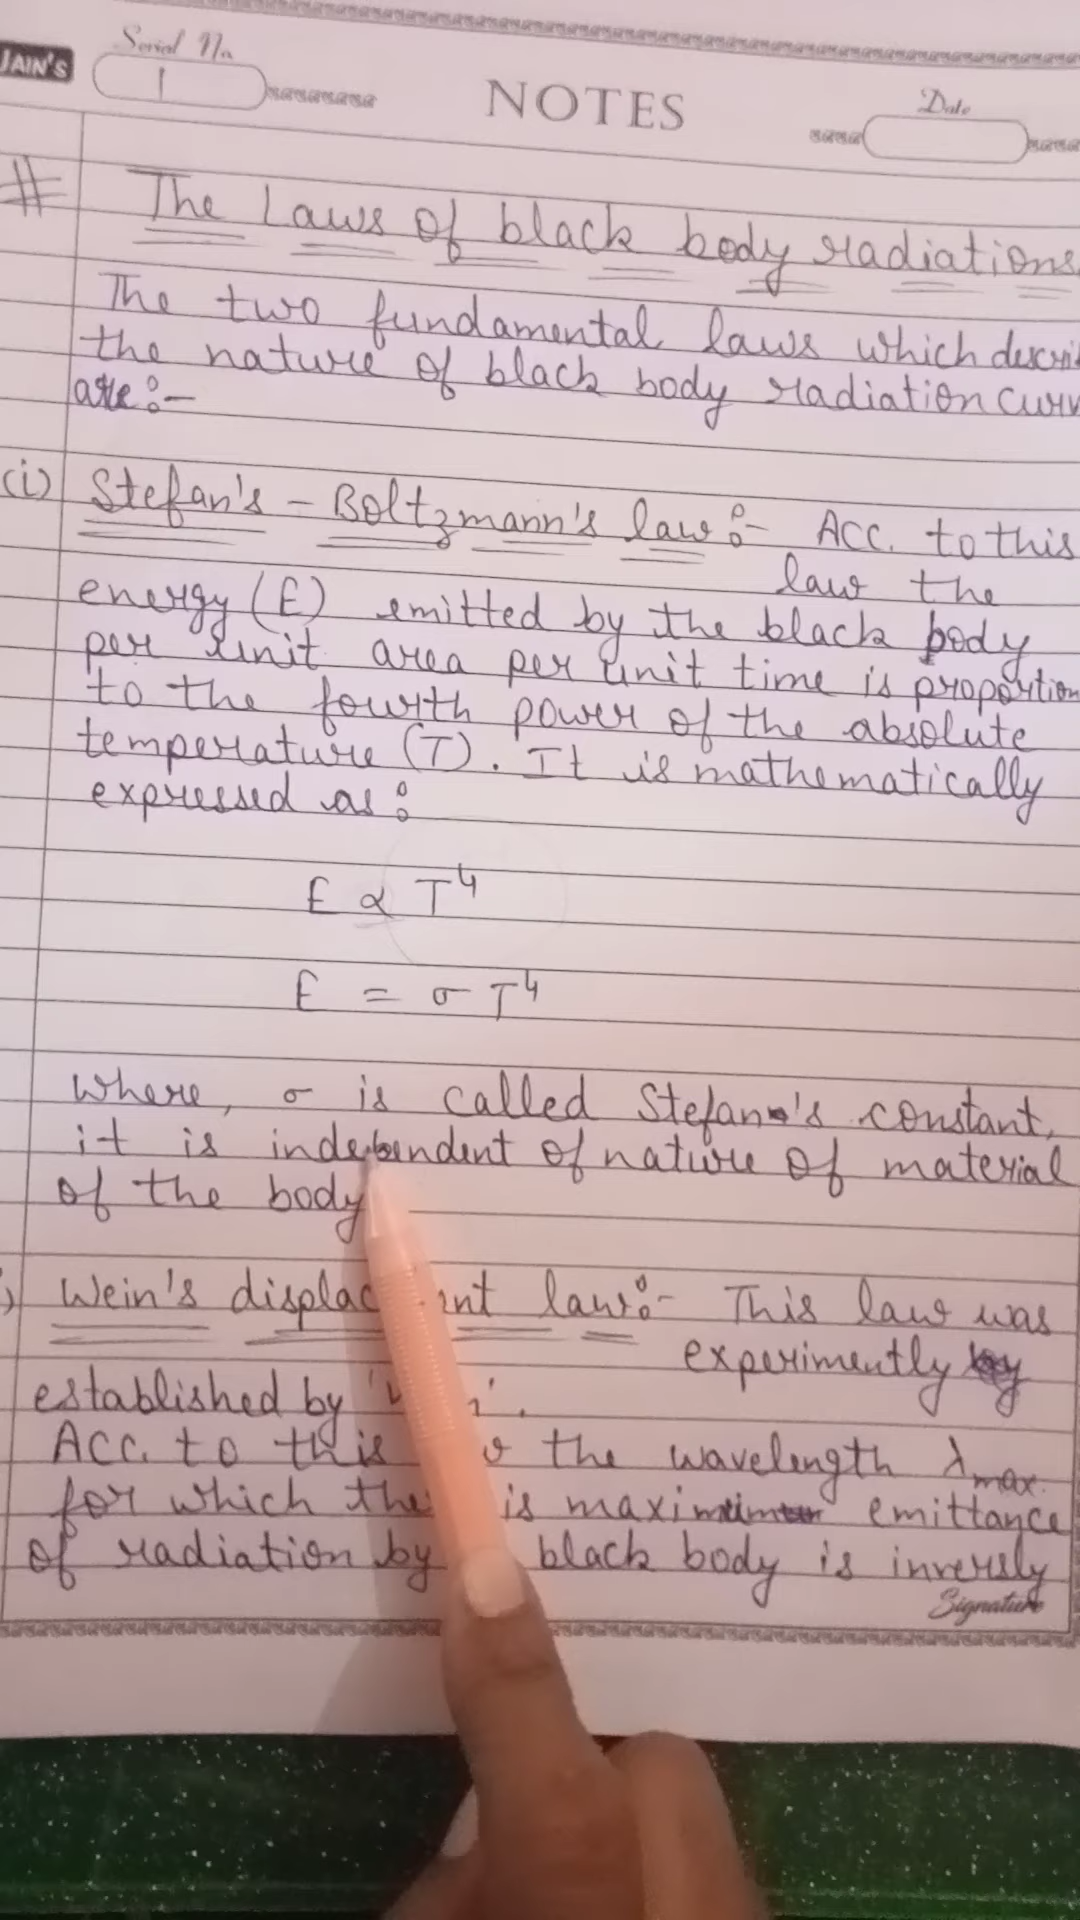 JAIN'S
Serial No.
1
NOTES
Date
# The Laws of black body radiations
The two fundamental laws which describ
the nature of black body radiation curv
are:-
(i) Stefan's - Boltzmann's law:- Acc. to this
law the
energy (E) emitted by the black body
per unit area per unit time is proportion
to the fourth power of the absolute
temperature (T). It is mathematically
expressed as:
E ∝ T⁴
E = σ T⁴
where, σ is called Stefan's constant,
it is independent of nature of material
of the body
Wein's displac nt law:- This law was
experimently by
established by
Acc. to this the wavelength λmax.
for which the is maximum emittance
of radiation by black body is inversly
Signature